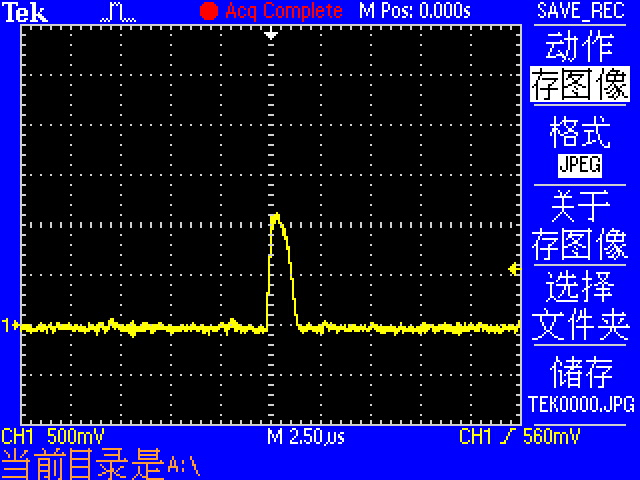 Tek Acq Complete M Pos: 0.000s SAVE_REC
动作
存图像
格式
JPEG
关于
存图像
选择
文件夹
储存
TEK0000.JPG
1
CH1 500mV M 2.50µs CH1 560mV
当前目录是A:\